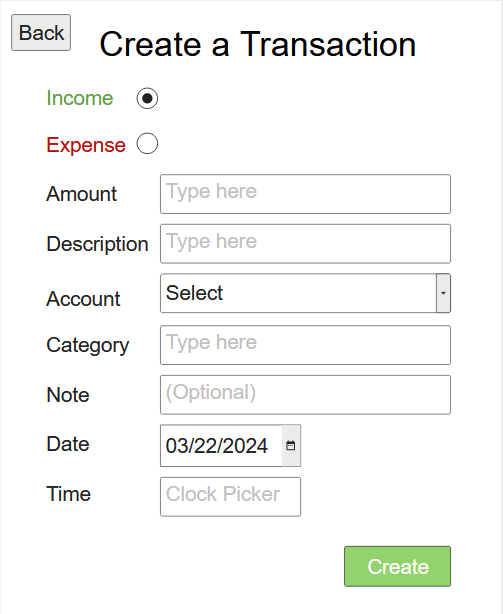 Back
Create a Transaction
Income
Expense
Amount Type here
Description Type here
Account Select
Category Type here
Note (Optional)
Date 03/22/2024
Time Clock Picker
Create